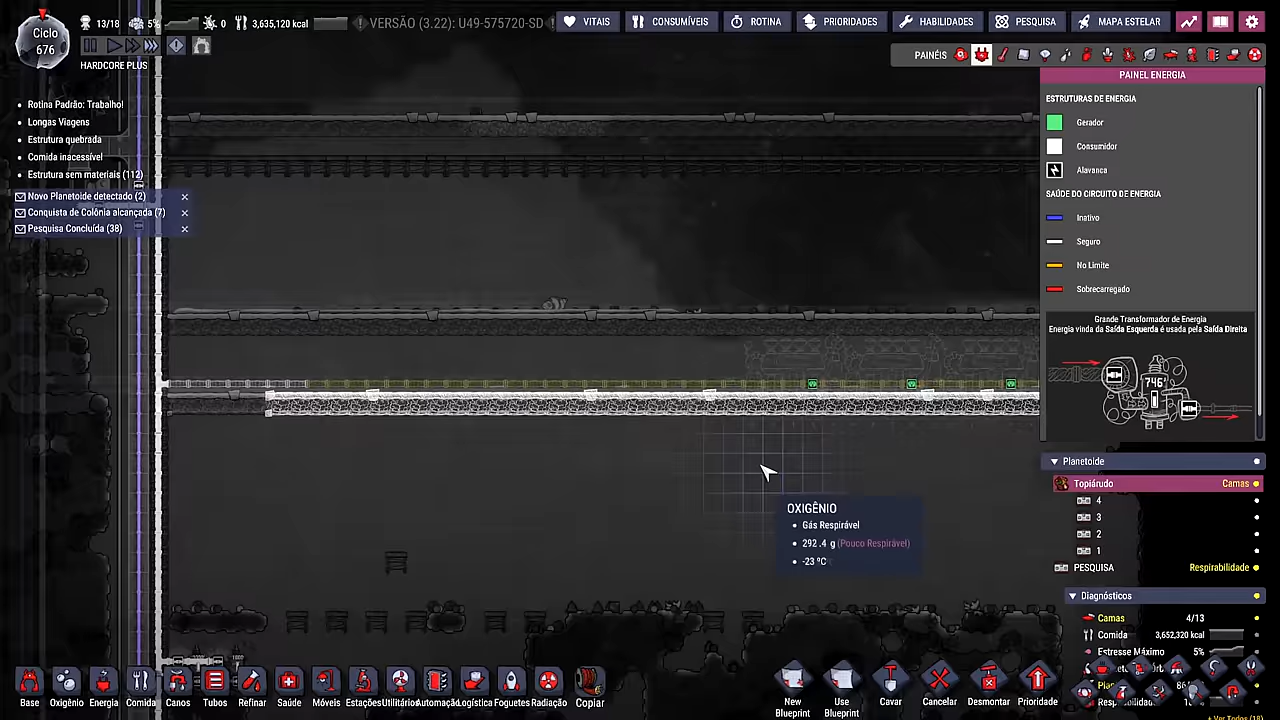 Ciclo
676
13/18
5%
0
3,635,120 kcal
VERSÃO (3.22): U49-575720-SD
VITAIS
CONSUMÍVEIS
ROTINA
PRIORIDADES
HABILIDADES
PESQUISA
MAPA ESTELAR
HARDCORE PLUS
PAINÉIS
PAINEL ENERGIA
Rotina Padrão: Trabalho!
Longas Viagens
Estrutura quebrada
Comida inacessível
Estrutura sem materiais (112)
Novo Planetoide detectado (2)
Conquista de Colônia alcançada (7)
Pesquisa Concluída (38)
ESTRUTURAS DE ENERGIA
Gerador
Consumidor
Alavanca
SAÚDE DO CIRCUITO DE ENERGIA
Inativo
Seguro
No Limite
Sobrecarregado
Grande Transformador de Energia
Energia vinda da Saída Esquerda é usada pela Saída Direita
746'
Planetoide
Topiárudo Camas
4
3
2
1
PESQUISA Respirabilidade
Diagnósticos
Camas 4/13
Comida 3,652,320 kcal
Estresse Máximo 5%
OXIGÊNIO
Gás Respirável
292.4 g (Pouco Respirável)
-23 °C
Base
Oxigênio
Energia
Comida
Canos
Tubos
Refinar
Saúde
Móveis
Estações
Utilitários
Automação
Logística
Foguetes
Radiação
Copiar
New Blueprint
Use Blueprint
Cavar
Cancelar
Desmontar
Prioridade